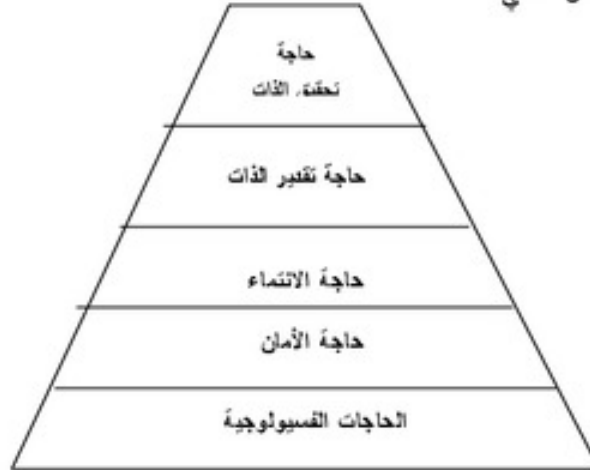 حاجة
تحقيق الذات
حاجة تقدير الذات
حاجة الانتماء
حاجة الأمان
الحاجات الفسيولوجية